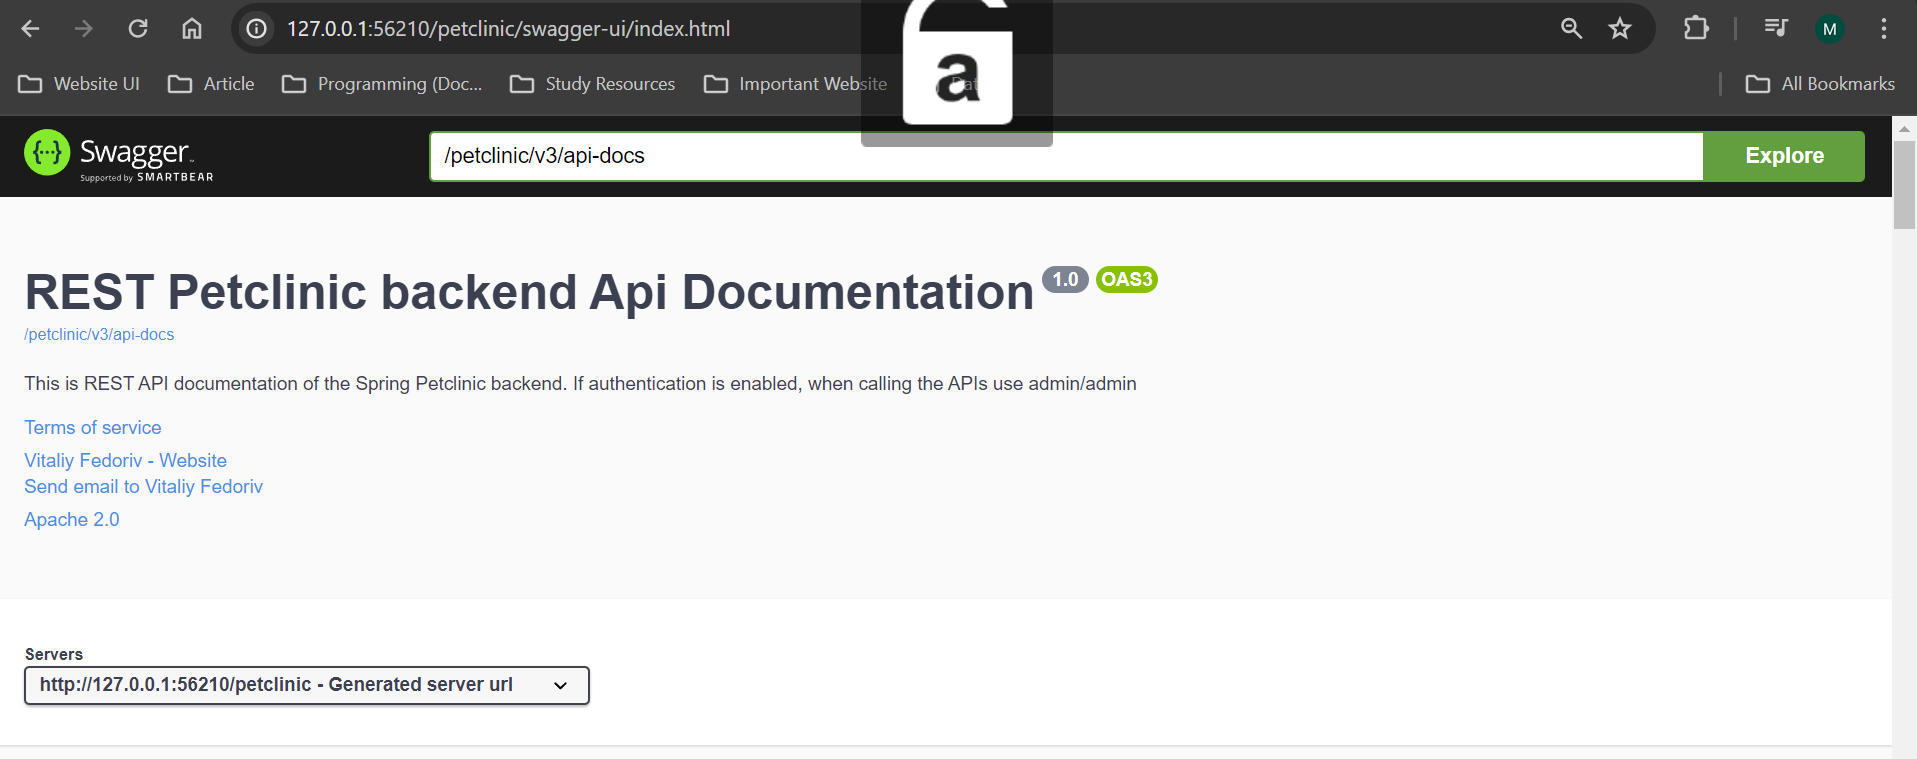 127.0.0.1:56210/petclinic/swagger-ui/index.html
M
Website UI
Article
Programming (Doc...
Study Resources
Important Website
All Bookmarks
a
{···} Swagger
Supported by SMARTBEAR
/petclinic/v3/api-docs
Explore
REST Petclinic backend Api Documentation 1.0 OAS3
/petclinic/v3/api-docs
This is REST API documentation of the Spring Petclinic backend. If authentication is enabled, when calling the APIs use admin/admin
Terms of service
Vitaliy Fedoriv - Website
Send email to Vitaliy Fedoriv
Apache 2.0
Servers
http://127.0.0.1:56210/petclinic - Generated server url